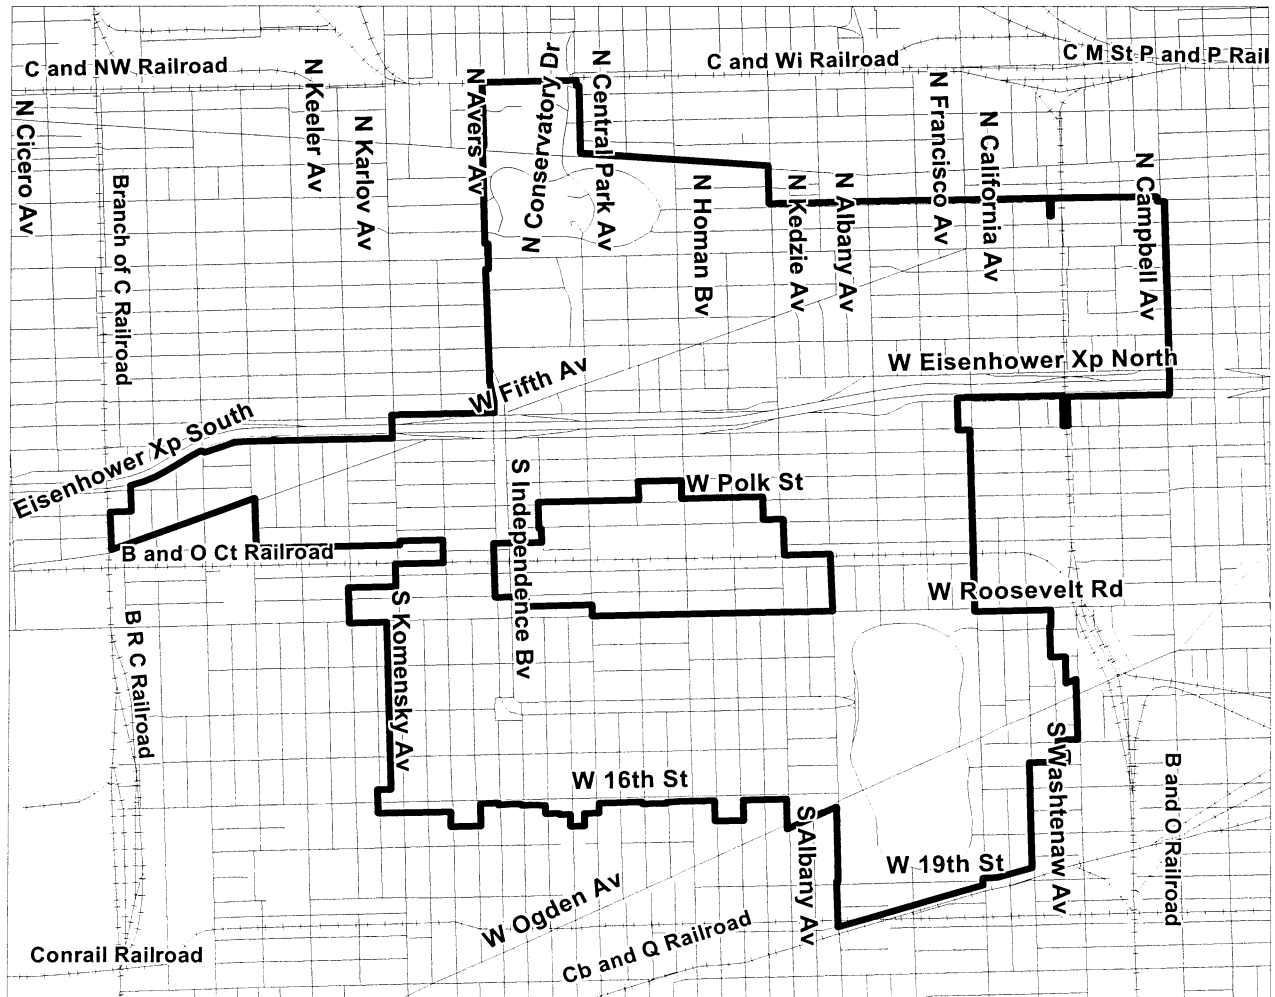 C and NW Railroad
C and Wi Railroad
C M St P and P Rail
N Cicero Av
N Keeler Av
N Karlov Av
N Avers Av
N Conservatory Dr
N Central Park Av
N Homan Bv
N Kedzie Av
N Albany Av
N Francisco Av
N California Av
N Campbell Av
Branch of C Railroad
W Eisenhower Xp North
W Fifth Av
Eisenhower Xp South
S Independence Bv
W Polk St
B and O Ct Railroad
W Roosevelt Rd
S Komensky Av
B R C Railroad
W 16th St
S Washtenaw Av
B and O Railroad
S Albany Av
W 19th St
W Ogden Av
Cb and Q Railroad
Conrail Railroad